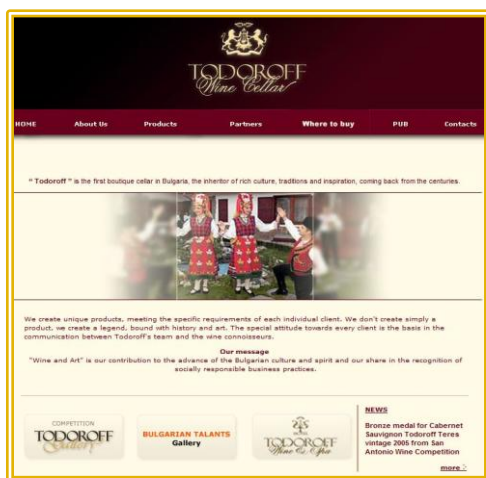 TODOROFF
Wine Cellar
HOME About Us Products Partners Where to buy PUB Contacts
" Todoroff " is the first boutique cellar in Bulgaria, the inheritor of rich culture, traditions and inspiration, coming back from the centuries.
We create unique products, meeting the specific requirements of each individual client. We don't create simply a
product, we create a legend, bound with history and art. The special attitude towards every client is the basis in the
communication between Todoroff's team and the wine connoisseurs.
Our message
"Wine and Art" is our contribution to the advance of the Bulgarian culture and spirit and our share in the recognition of
socially responsible business practices.
COMPETITION
TODOROFF
Gallery
BULGARIAN TALANTS
Gallery
TODOROFF
Wine & Spa
NEWS
Bronze medal for Cabernet
Sauvignon Todoroff Teres
vintage 2005 from San
Antonio Wine Competition
more >